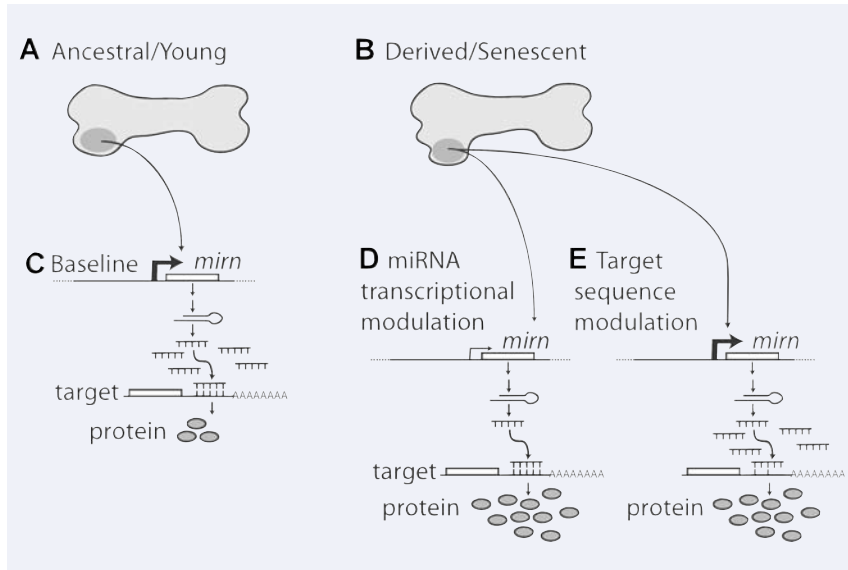 A Ancestral/Young
B Derived/Senescent
C Baseline
mirn
target
AAAAAAAA
protein
D miRNA
transcriptional
modulation
mirn
target
AAAAAAAA
protein
E Target
sequence
modulation
mirn
AAAAAAAA
protein